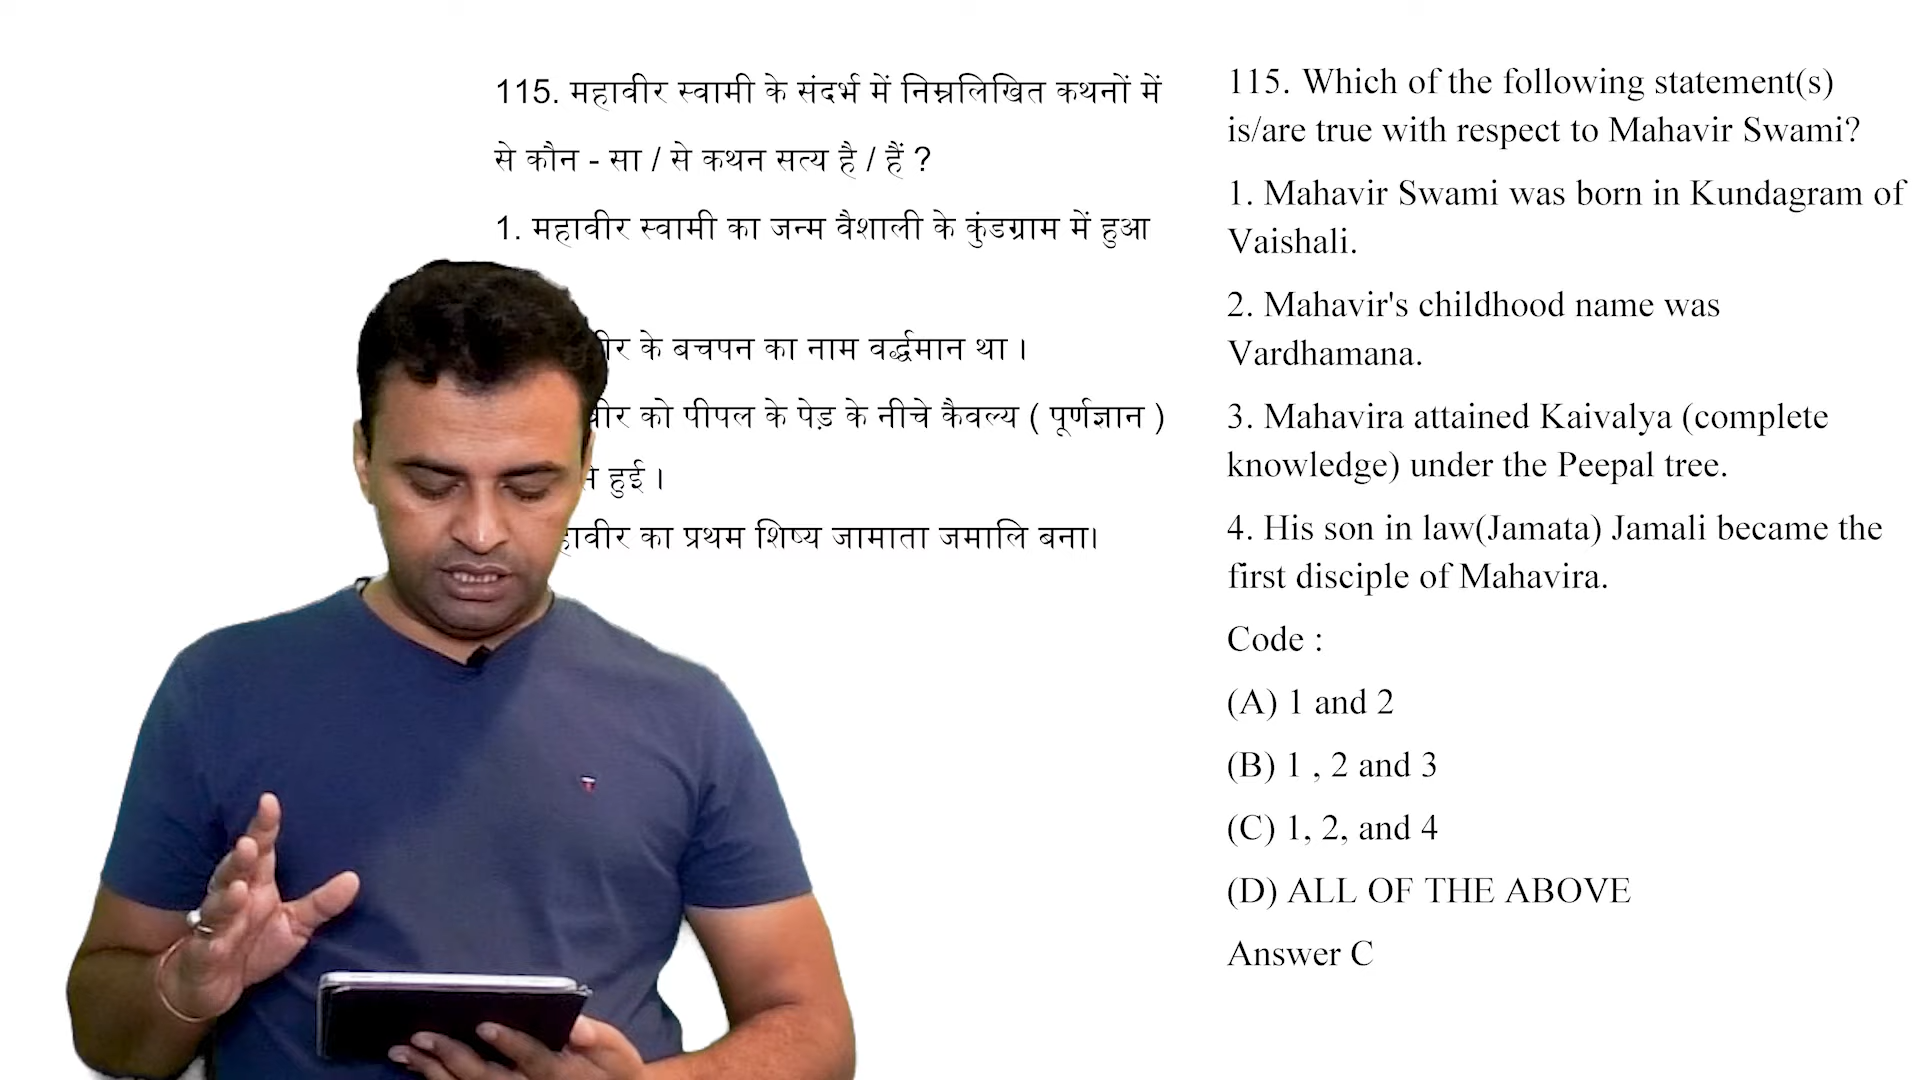 115. महावीर स्वामी के संदर्भ में निम्नलिखित कथनों में
से कौन - सा / से कथन सत्य है / हैं ?
1. महावीर स्वामी का जन्म वैशाली के कुंडग्राम में हुआ
के बचपन का नाम वर्द्धमान था ।
को पीपल के पेड़ के नीचे कैवल्य ( पूर्णज्ञान )
हुई ।
का प्रथम शिष्य जामाता जमालि बना।
115. Which of the following statement(s)
is/are true with respect to Mahavir Swami?
1. Mahavir Swami was born in Kundagram of
Vaishali.
2. Mahavir's childhood name was
Vardhamana.
3. Mahavira attained Kaivalya (complete
knowledge) under the Peepal tree.
4. His son in law(Jamata) Jamali became the
first disciple of Mahavira.
Code :
(A) 1 and 2
(B) 1 , 2 and 3
(C) 1, 2, and 4
(D) ALL OF THE ABOVE
Answer C